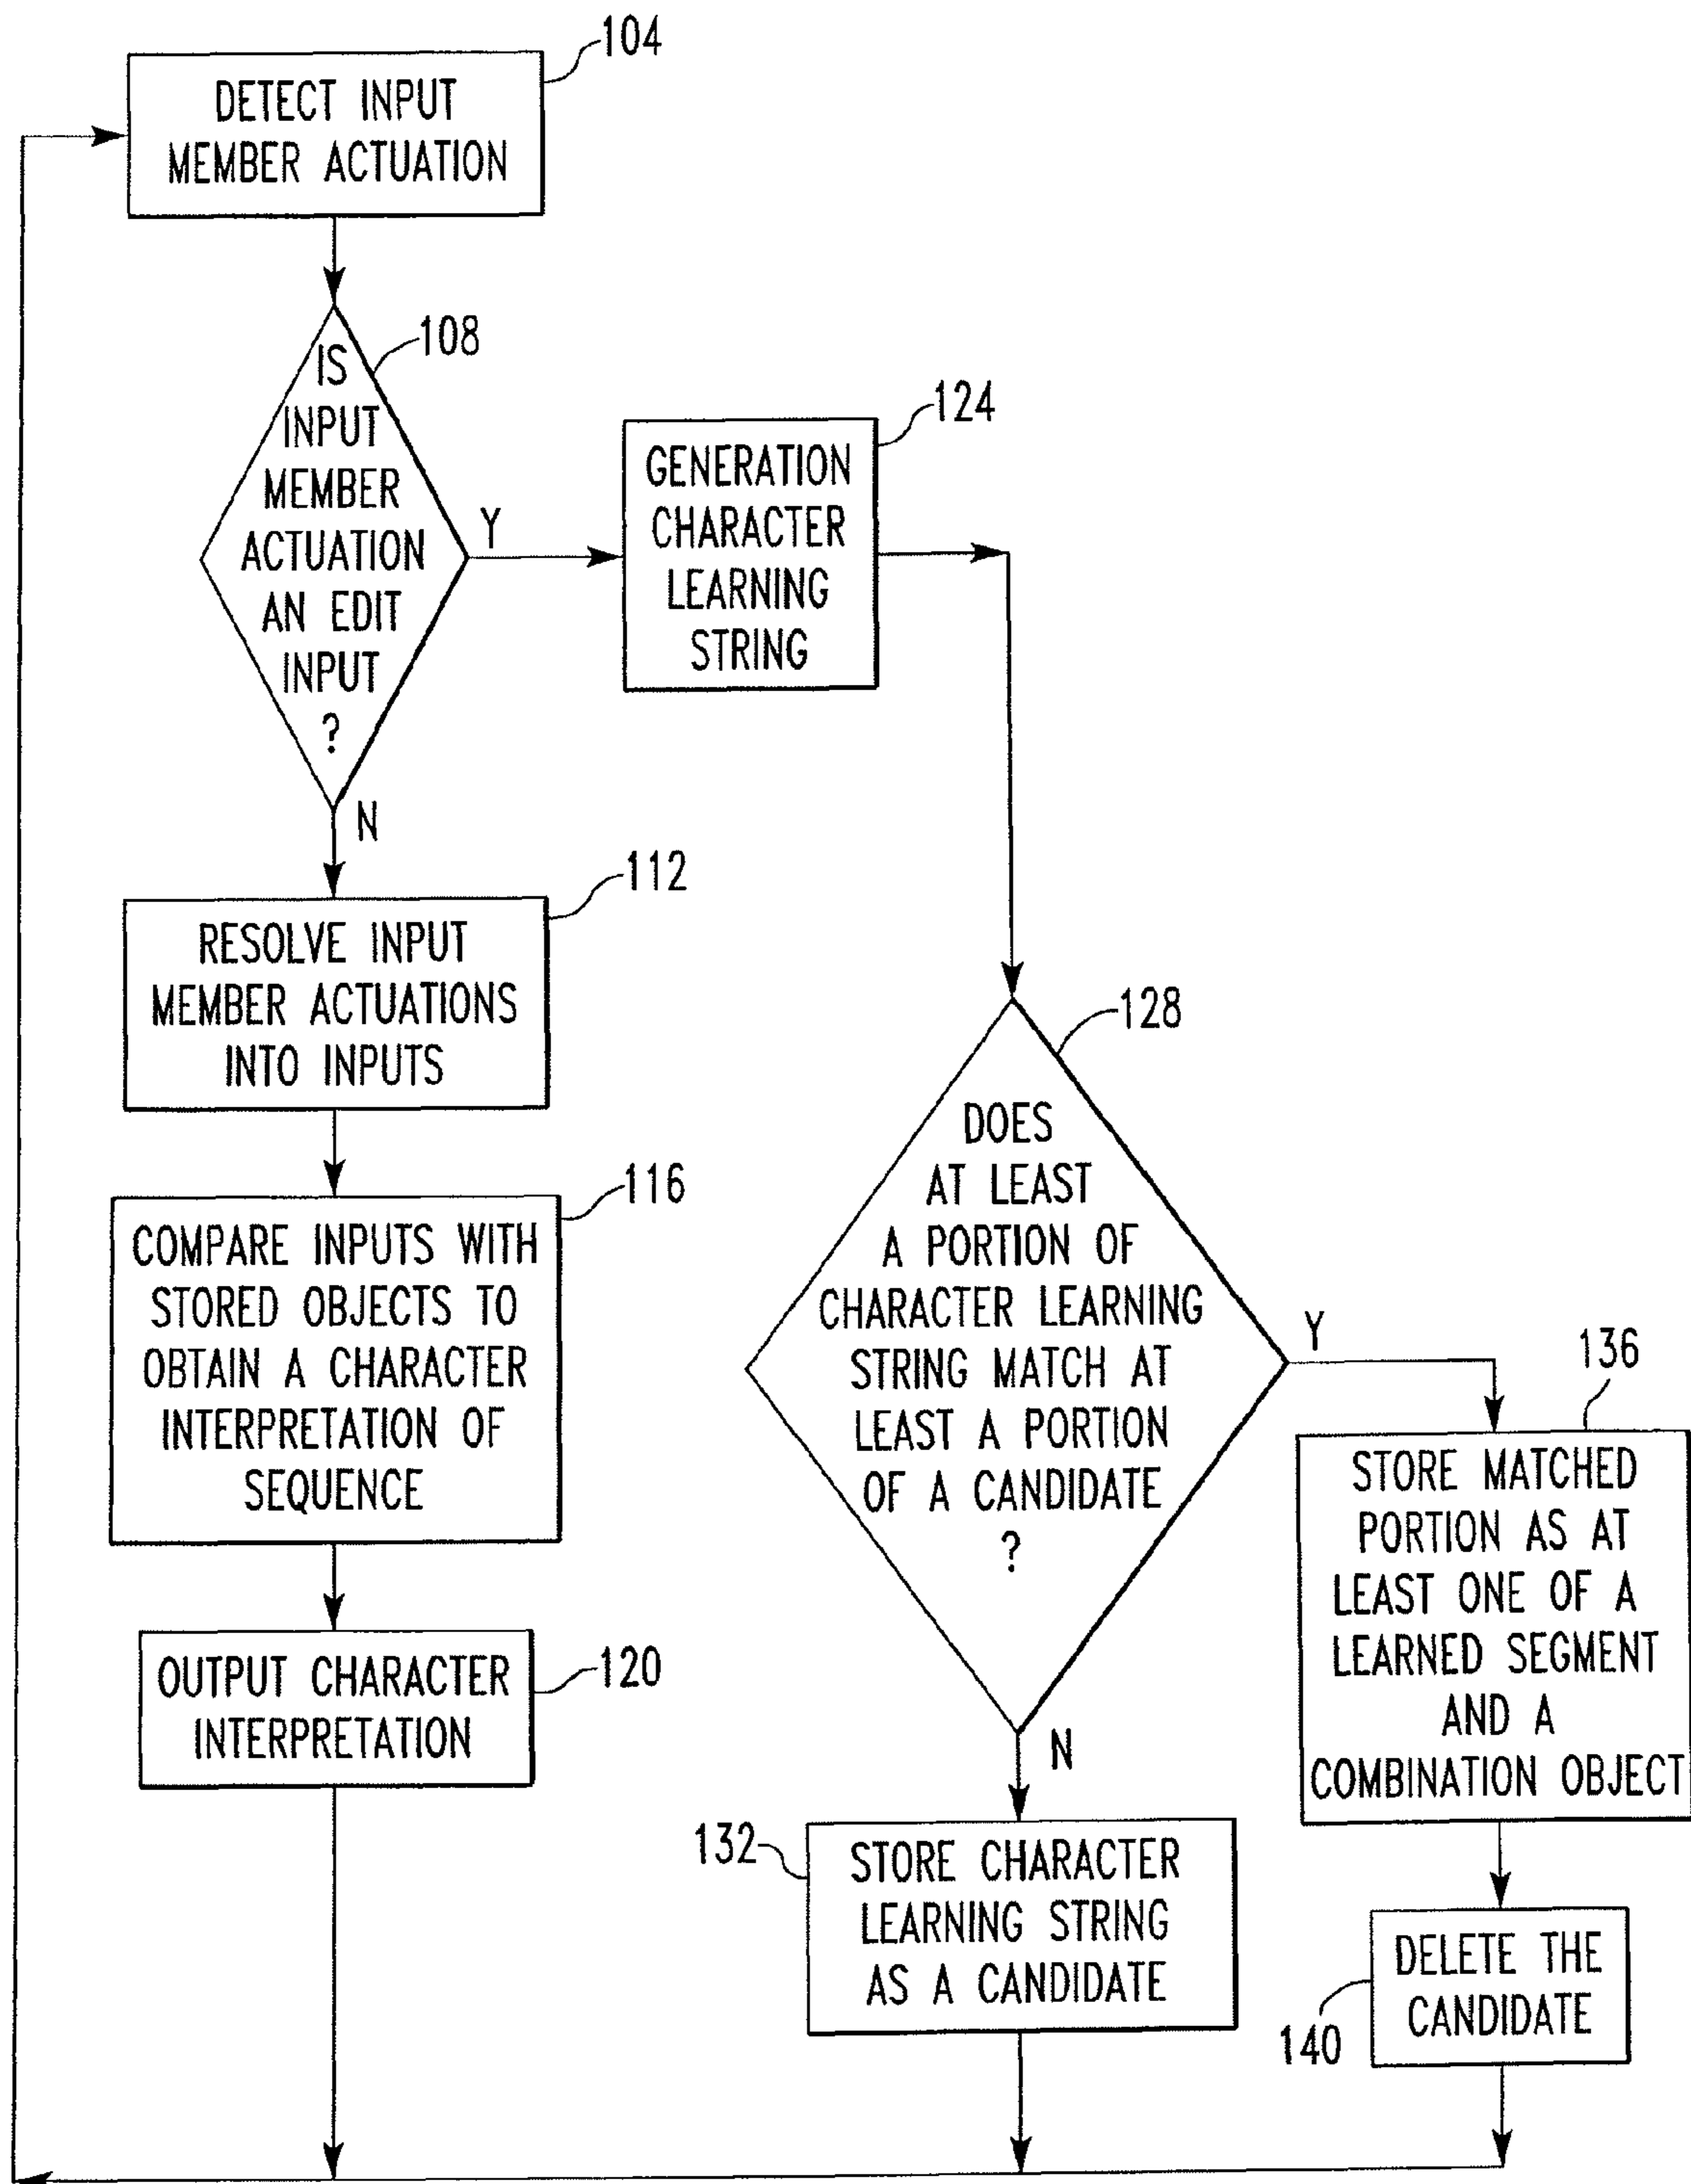 104
DETECT INPUT
MEMBER ACTUATION
108
IS
INPUT
MEMBER
ACTUATION
AN EDIT
INPUT
?
Y
N
124
GENERATION
CHARACTER
LEARNING
STRING
112
RESOLVE INPUT
MEMBER ACTUATIONS
INTO INPUTS
116
COMPARE INPUTS WITH
STORED OBJECTS TO
OBTAIN A CHARACTER
INTERPRETATION OF
SEQUENCE
120
OUTPUT CHARACTER
INTERPRETATION
128
DOES
AT LEAST
A PORTION OF
CHARACTER LEARNING
STRING MATCH AT
LEAST A PORTION
OF A CANDIDATE
?
Y
N
132
STORE CHARACTER
LEARNING STRING
AS A CANDIDATE
136
STORE MATCHED
PORTION AS AT
LEAST ONE OF A
LEARNED SEGMENT
AND A
COMBINATION OBJECT
140
DELETE THE
CANDIDATE